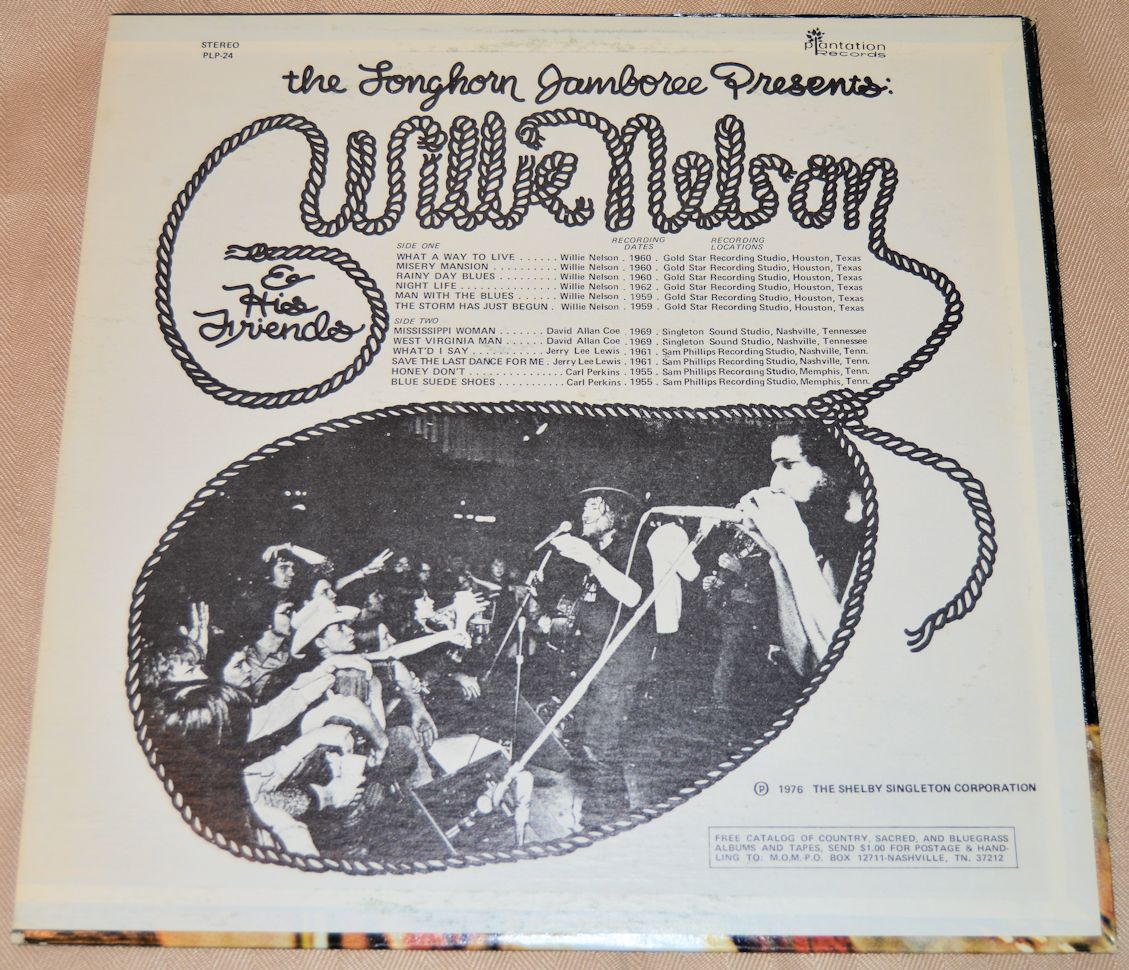 STEREO
PLP-24
plantation
Records
the Longhorn Jamboree Presents:
Willie Nelson
& 
His
Friends
SIDE ONE RECORDING DATES RECORDING LOCATIONS
WHAT A WAY TO LIVE . . . . . . Willie Nelson . 1960 . Gold Star Recording Studio, Houston, Texas
MISERY MANSION . . . . . . . . . . Willie Nelson . 1960 . Gold Star Recording Studio, Houston, Texas
RAINY DAY BLUES . . . . . . . . . Willie Nelson . 1960 . Gold Star Recording Studio, Houston, Texas
NIGHT LIFE . . . . . . . . . . . . . . . Willie Nelson . 1962 . Gold Star Recording Studio, Houston, Texas
MAN WITH THE BLUES . . . . . . Willie Nelson . 1959 . Gold Star Recording Studio, Houston, Texas
THE STORM HAS JUST BEGUN . Willie Nelson . 1959 . Gold Star Recording Studio, Houston, Texas
SIDE TWO
MISSISSIPPI WOMAN . . . . . . . David Allan Coe . 1969 . Singleton Sound Studio, Nashville, Tennessee
WEST VIRGINIA MAN . . . . . . David Allan Coe . 1969 . Singleton Sound Studio, Nashville, Tennessee
WHAT'D I SAY . . . . . . . . . . . Jerry Lee Lewis . 1961 . Sam Phillips Recording Studio, Nashville, Tenn.
SAVE THE LAST DANCE FOR ME . Jerry Lee Lewis . 1961 . Sam Phillips Recording Studio, Nashville, Tenn.
HONEY DON'T . . . . . . . . . . . . . . . . Carl Perkins . 1955 . Sam Phillips Recording Studio, Memphis, Tenn.
BLUE SUEDE SHOES . . . . . . . . . . . Carl Perkins . 1955 . Sam Phillips Recording Studio, Memphis, Tenn.
Ⓟ 1976 THE SHELBY SINGLETON CORPORATION
FREE CATALOG OF COUNTRY, SACRED, AND BLUEGRASS
ALBUMS AND TAPES, SEND $1.00 FOR POSTAGE & HAND-
LING TO: M.O.M.-P.O. BOX 12711-NASHVILLE, TN. 37212